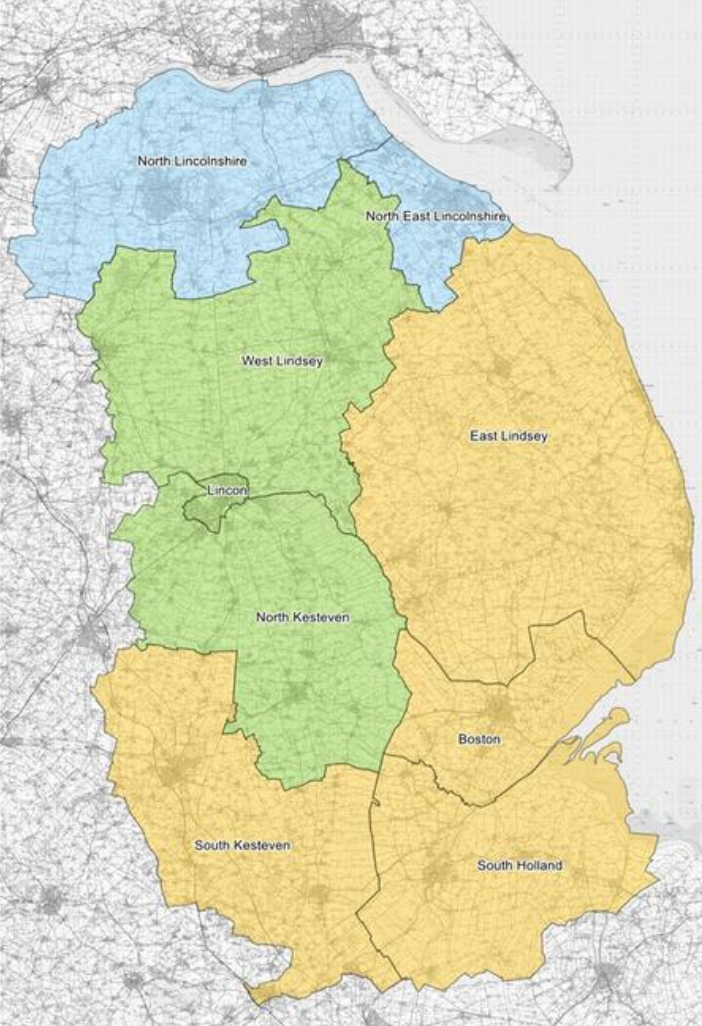 North Lincolnshire
North East Lincolnshire
West Lindsey
East Lindsey
Lincon
North Kesteven
Boston
South Kesteven
South Holland